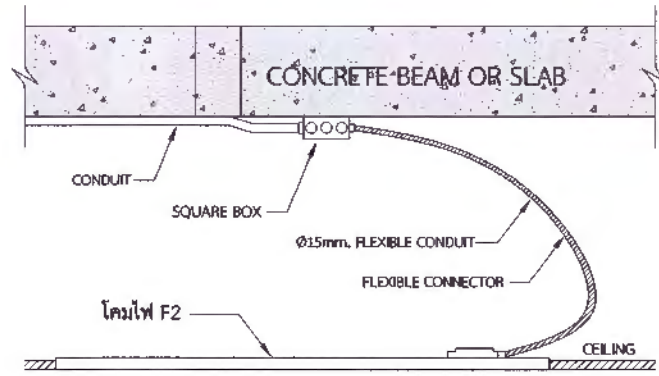 CONCRETE BEAM OR SLAB
CONDUIT
SQUARE BOX
Ø15mm. FLEXIBLE CONDUIT
FLEXIBLE CONNECTOR
โคมไฟ F2
CEILING